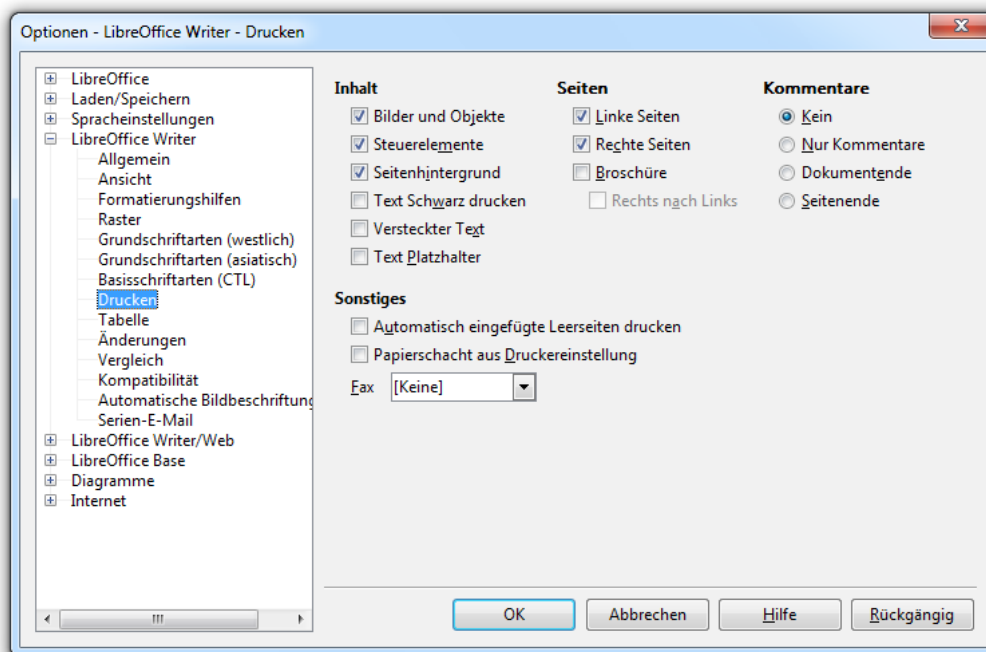 Optionen - LibreOffice Writer - Drucken
LibreOffice
Laden/Speichern
Spracheinstellungen
LibreOffice Writer
Allgemein
Ansicht
Formatierungshilfen
Raster
Grundschriftarten (westlich)
Grundschriftarten (asiatisch)
Basisschriftarten (CTL)
Drucken
Tabelle
Änderungen
Vergleich
Kompatibilität
Automatische Bildbeschriftung
Serien-E-Mail
LibreOffice Writer/Web
LibreOffice Base
Diagramme
Internet
Inhalt
Bilder und Objekte
Steuerelemente
Seitenhintergrund
Text Schwarz drucken
Versteckter Text
Text Platzhalter
Seiten
Linke Seiten
Rechte Seiten
Broschüre
Rechts nach Links
Kommentare
Kein
Nur Kommentare
Dokumentende
Seitenende
Sonstiges
Automatisch eingefügte Leerseiten drucken
Papierschacht aus Druckereinstellung
Fax [Keine]
OK Abbrechen Hilfe Rückgängig